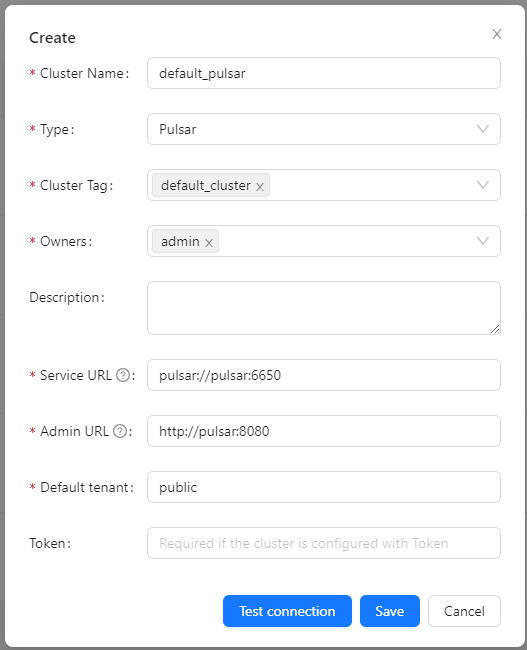 Create
* Cluster Name: default_pulsar
* Type: Pulsar
* Cluster Tag: default_cluster
* Owners: admin
Description:
* Service URL ? : pulsar://pulsar:6650
* Admin URL ? : http://pulsar:8080
* Default tenant: public
Token: Required if the cluster is configured with Token
Test connection Save Cancel